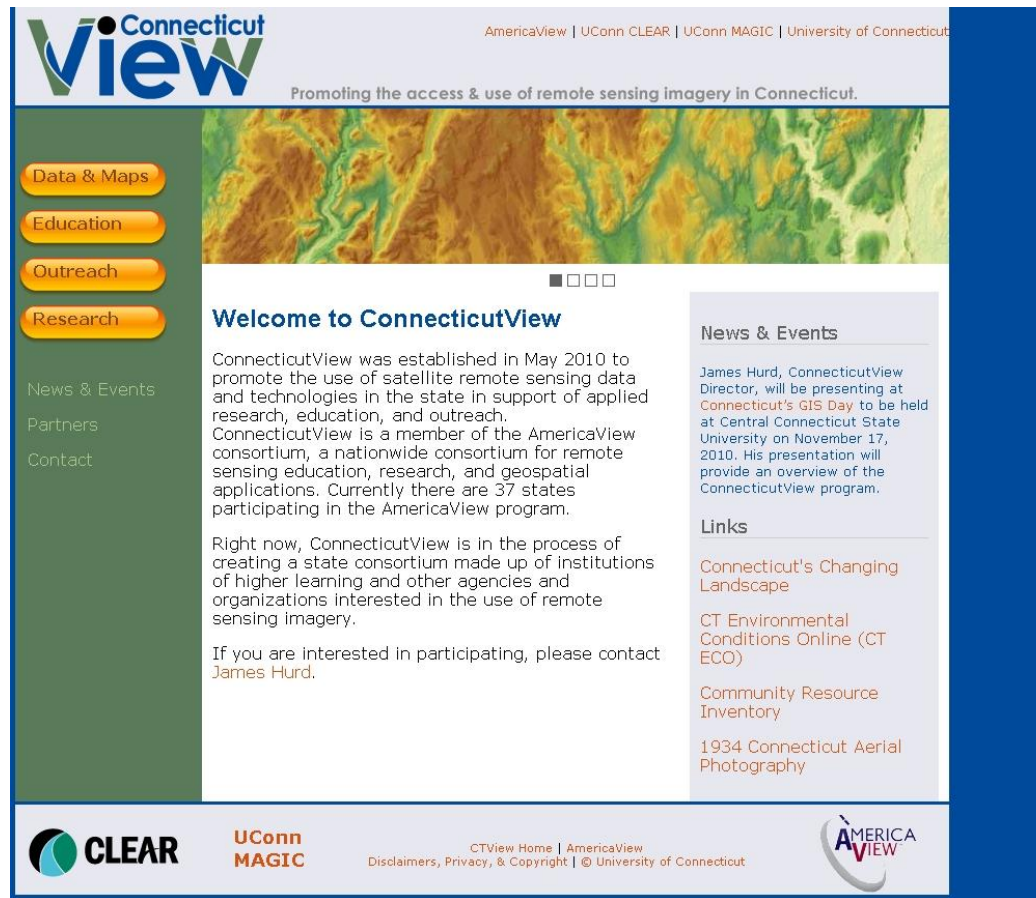 Connecticut
View
AmericaView | UConn CLEAR | UConn MAGIC | University of Connecticut
Promoting the access & use of remote sensing imagery in Connecticut.
Data & Maps
Education
Outreach
Research
News & Events
Partners
Contact
Welcome to ConnecticutView
ConnecticutView was established in May 2010 to
promote the use of satellite remote sensing data
and technologies in the state in support of applied
research, education, and outreach.
ConnecticutView is a member of the AmericaView
consortium, a nationwide consortium for remote
sensing education, research, and geospatial
applications. Currently there are 37 states
participating in the AmericaView program.
Right now, ConnecticutView is in the process of
creating a state consortium made up of institutions
of higher learning and other agencies and
organizations interested in the use of remote
sensing imagery.
If you are interested in participating, please contact
James Hurd.
News & Events
James Hurd, ConnecticutView
Director, will be presenting at
Connecticut's GIS Day to be held
at Central Connecticut State
University on November 17,
2010. His presentation will
provide an overview of the
ConnecticutView program.
Links
Connecticut's Changing
Landscape
CT Environmental
Conditions Online (CT
ECO)
Community Resource
Inventory
1934 Connecticut Aerial
Photography
CLEAR
UConn
MAGIC
CTView Home | AmericaView
Disclaimers, Privacy, & Copyright | © University of Connecticut
AMERICA
VIEW